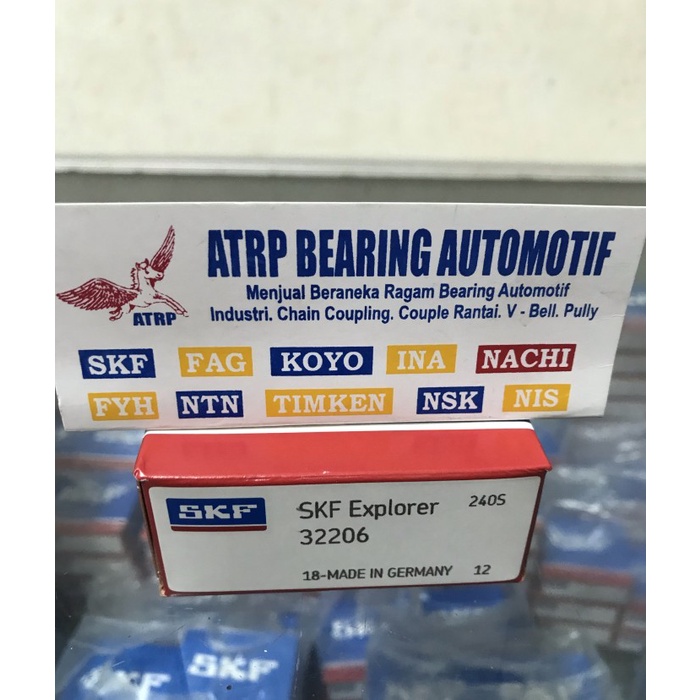 ATRP BEARING AUTOMOTIF
Menjual Beraneka Ragam Bearing Automotif
Industri. Chain Coupling. Couple Rantai. V - Bell. Pully
ATRP
SKF FAG KOYO INA NACHI
FYH NTN TIMKEN NSK NIS
SKF
SKF Explorer 240S
32206
18-MADE IN GERMANY 12
SKF
SKF